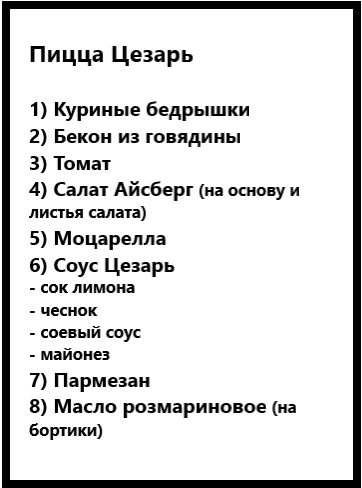 Пицца Цезарь
1) Куриные бедрышки
2) Бекон из говядины
3) Томат
4) Салат Айсберг (на основу и
листья салата)
5) Моцарелла
6) Соус Цезарь
- сок лимона
- чеснок
- соевый соус
- майонез
7) Пармезан
8) Масло розмариновое (на
бортики)